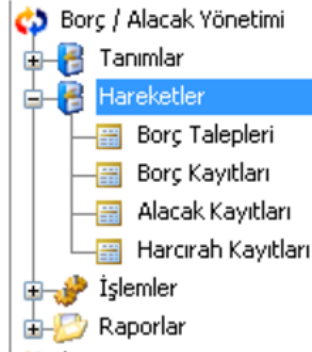 Borç / Alacak Yönetimi
Tanımlar
Hareketler
Borç Talepleri
Borç Kayıtları
Alacak Kayıtları
Harcırah Kayıtları
İşlemler
Raporlar